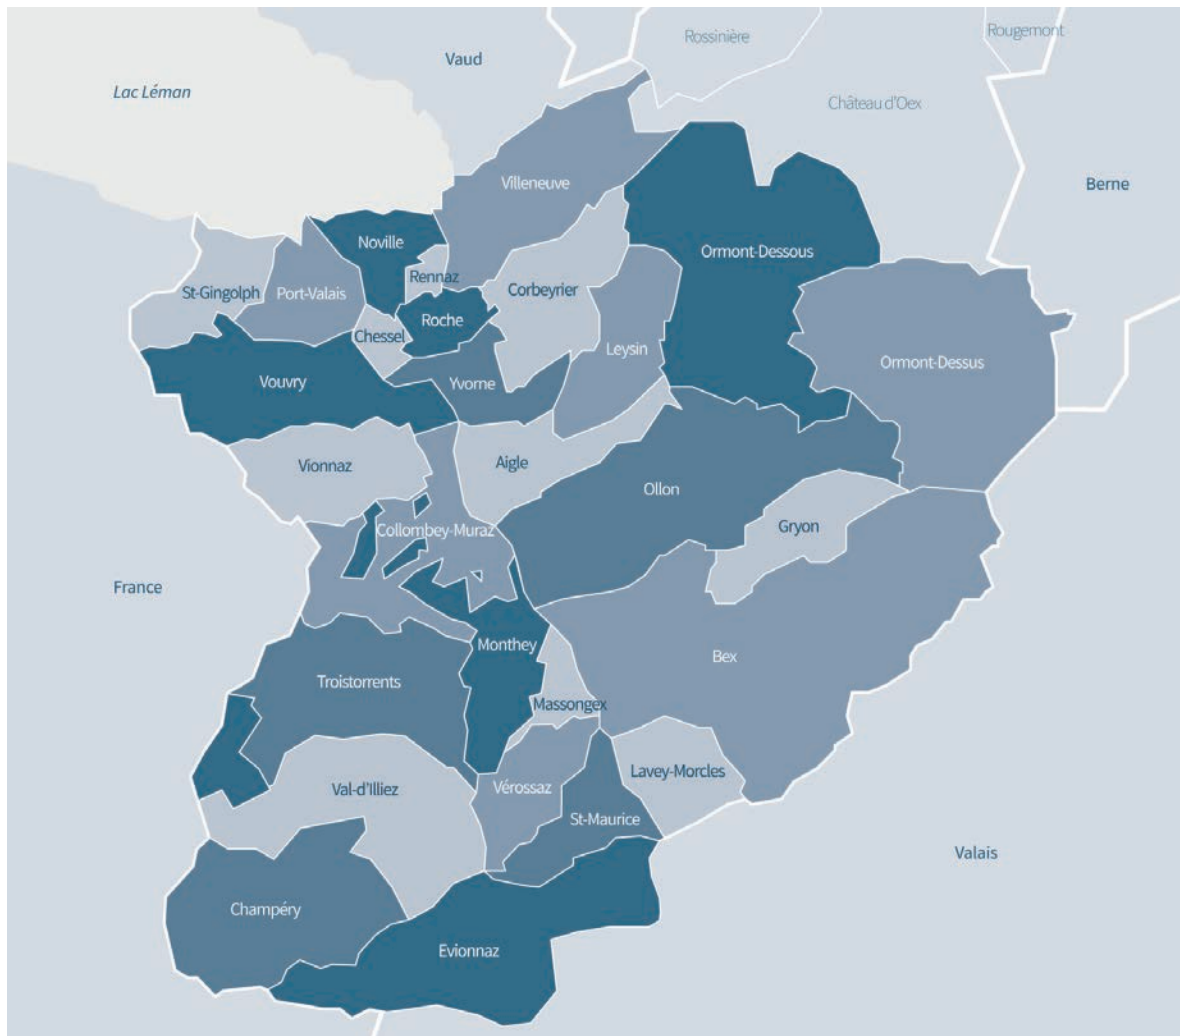 Rougemont
Rossinière
Vaud
Lac Léman
Château d'Oex
Villeneuve
Berne
Noville
Ormont-Dessous
Rennaz
St-Gingolph
Port-Valais
Corbeyrier
Roche
Chessel
Leysin
Ormont-Dessus
Vouvry
Yvorne
Vionnaz
Aigle
Ollon
Collombey-Muraz
Gryon
France
Monthey
Bex
Troistorrents
Massongex
Lavey-Morcles
Val-d'Illiez
Vérossaz
St-Maurice
Valais
Champéry
Evionnaz